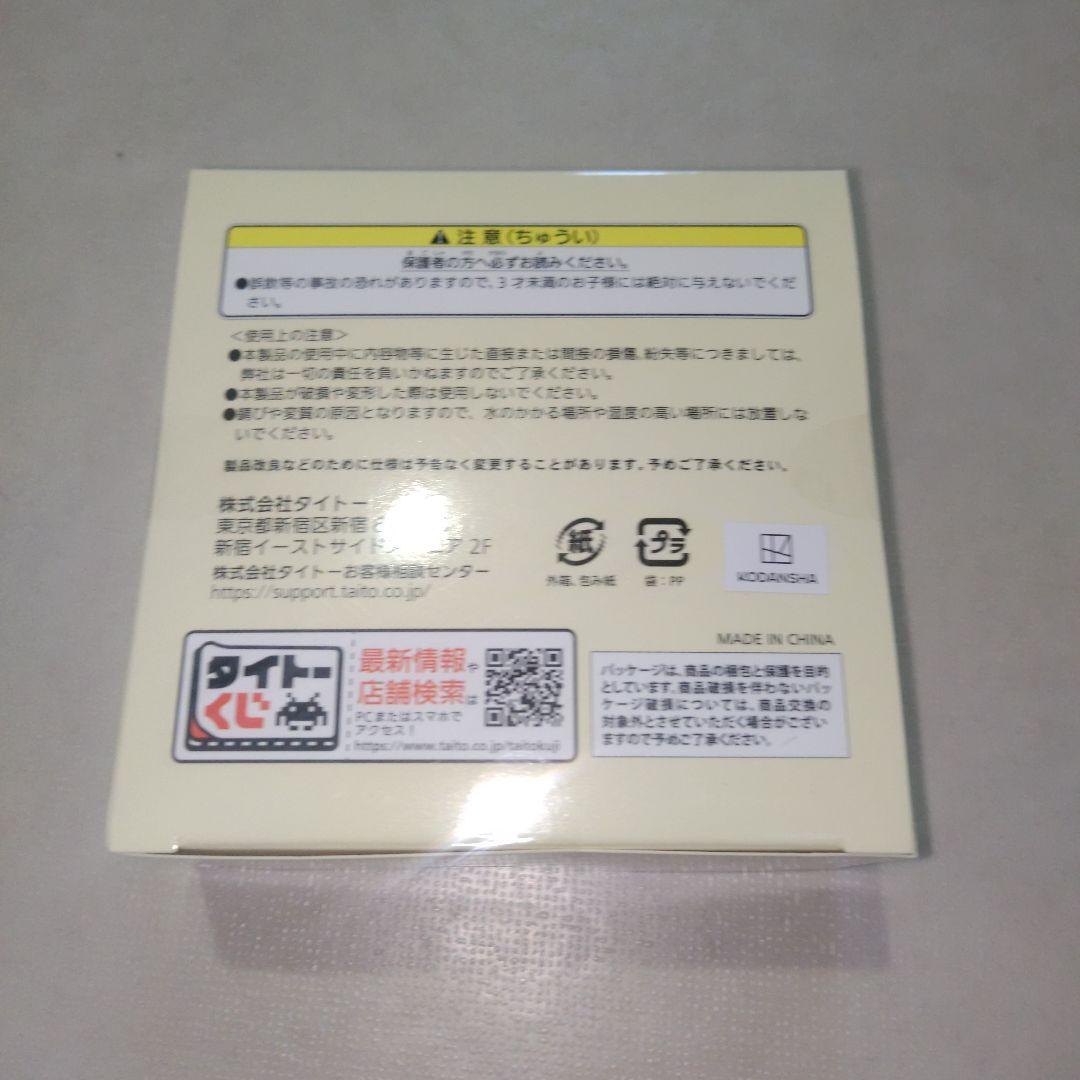 注意(ちゅうい)
保護者の方へ必ずお読みください。
●誤飲等の事故の恐れがありますので、3才未満のお子様には絶対に与えないでくだ
さい。
<使用上の注意>
●本製品の使用中に内容物等に生じた直接または間接の損傷、紛失等につきましては、
弊社は一切の責任を負いかねますのでご了承ください。
●本製品が破損や変形した際は使用しないでください。
●錆びや変質の原因となりますので、水のかかる場所や湿度の高い場所には放置しな
いでください。
製品改良などのために仕様は予告なく変更することがあります。予めご了承ください。
株式会社タイトー
東京都新宿区新宿
新宿イーストサイド 2F
株式会社タイトーお客様相談センター
https://support.taito.co.jp/
紙
外箱、包み紙
プラ
袋:PP
KODANSHA
MADE IN CHINA
タイトー
くじ
最新情報や
店舗検索は
PCまたはスマホで
アクセス!
https://www.taito.co.jp/taitokuji
パッケージは、商品の梱包と保護を目的
としています。商品破損を伴わないパッ
ケージ破損については、商品交換の
対象外とさせていただく場合がござい
ますので予めご了承ください。